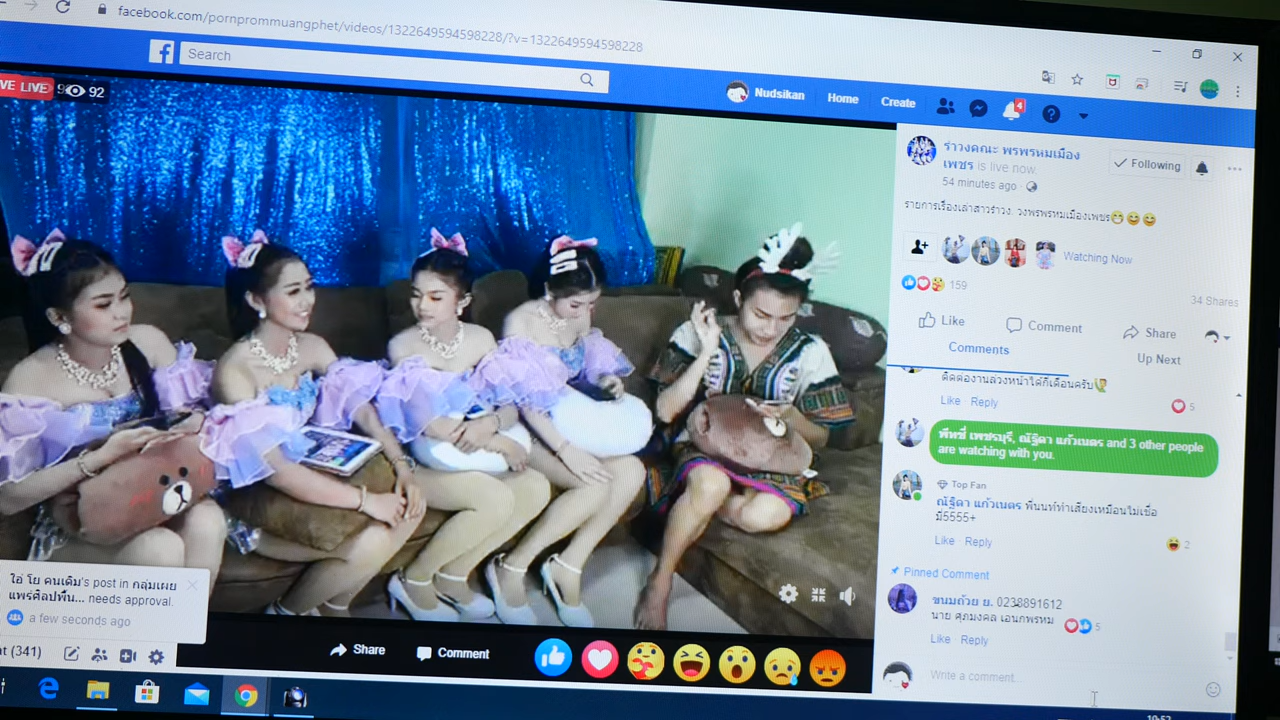 facebook.com/pornprommuangphet/videos/1322649594598228/?v=1322649594598228
Search
Nudsikan
Home
Create
4
LIVE
92
รำวงคณะ พรพรหมเมือง
เพชร is live now.
54 minutes ago
Following
รายการเรื่องเล่าสาวรำวง. วงพรพรหมเมืองเพชร😁😄😄
Watching Now
159
34 Shares
Like
Comment
Share
Comments
Up Next
ติดต่องานล่วงหน้าได้กี่เดือนครับ
Like · Reply
5
พีทซี่ เพชรบุรี, ณัฐิดา แก้วเนตร and 3 other people
are watching with you.
Top Fan
ณัฐิดา แก้วเนตร พี่นนท์ทำเสียงเหมือนไม่เชื่อ
มี5555+
Like · Reply
2
Pinned Comment
ขนมถ้วย ย. 0238891612
นาย ศุภมงคล เอนกพรหม
5
Like · Reply
Write a comment...
ใอ่ โย คนเดิม's post in กลุ่มเผย
แพร่ศิลปพื้น... needs approval.
a few seconds ago
(341)
Share
Comment
10:52